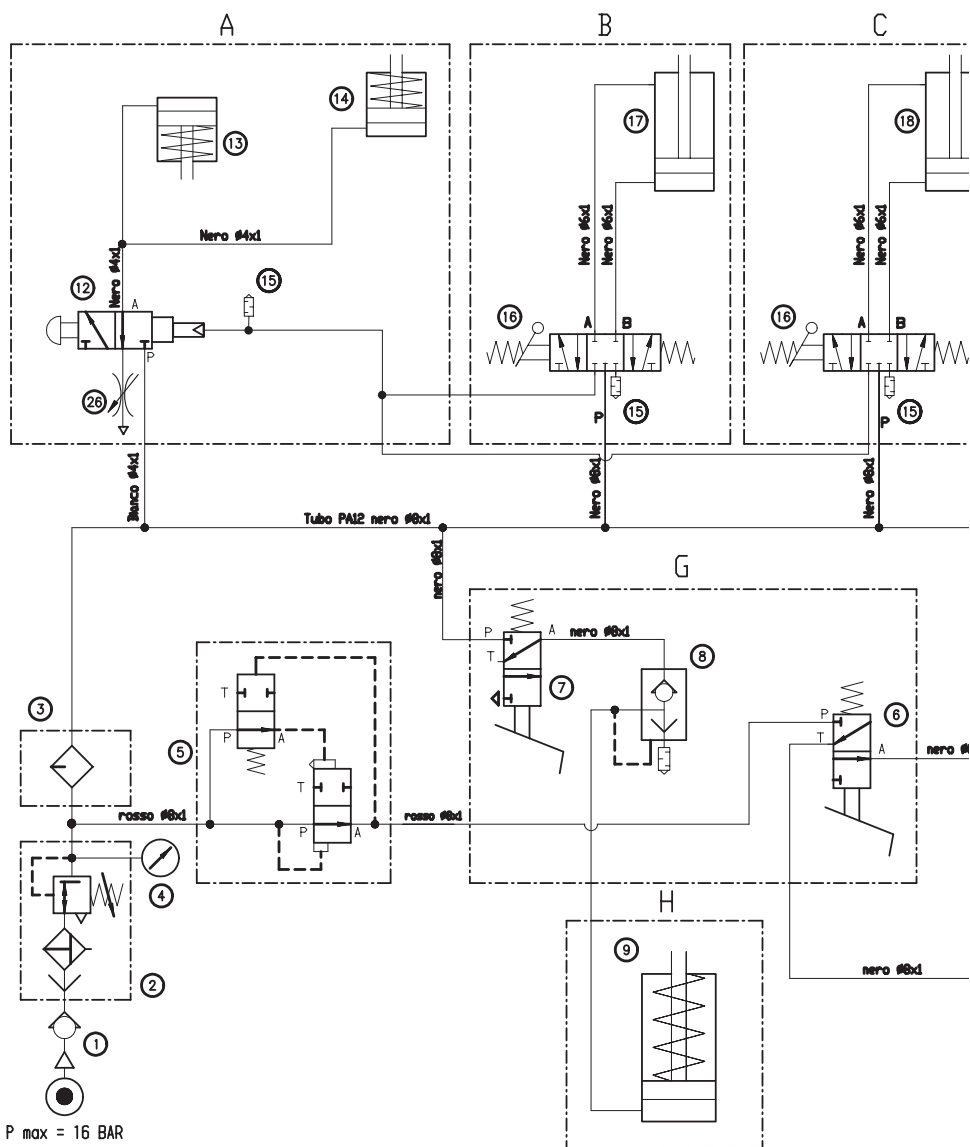 A
B
C
14
17
18
13
Nero Ø4x1
Nero Ø6x1
Nero Ø6x1
Nero Ø6x1
Nero Ø6x1
15
12
Nero Ø4x1
A
16
A
B
16
A
B
P
26
15
15
P
P
Bianco Ø4x1
Nero Ø8x1
Nero Ø8x1
Tubo PA12 nero Ø8x1
nero Ø8x1
G
P
A
nero Ø8x1
T
8
7
T
3
P
6
T
5
P
A
A
T
rosso Ø8x1
P
A
rosso Ø8x1
4
H
9
nero Ø8x1
2
1
P max = 16 BAR